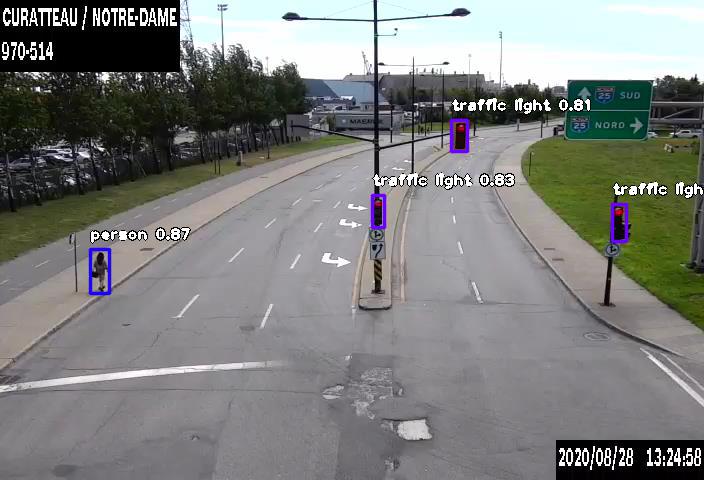 CURATTEAU / NOTRE-DAME
970-514
traffic light 0.81
25 SUD
25 NORD
MAERSK
traffic light 0.83
traffic ligh
person 0.87
2020/08/28 13:24:58